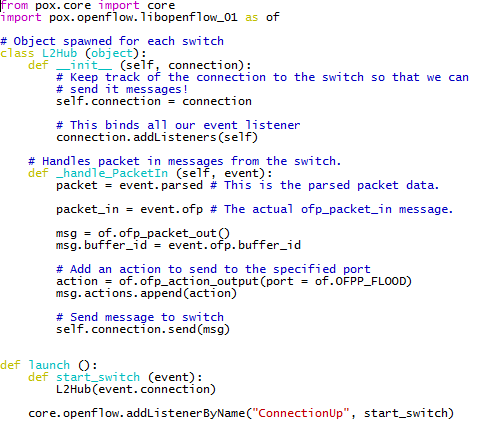 from pox.core import core
import pox.openflow.libopenflow_01 as of

# Object spawned for each switch
class L2Hub (object):
    def __init__ (self, connection):
        # Keep track of the connection to the switch so that we can
        # send it messages!
        self.connection = connection

        # This binds all our event listener
        connection.addListeners(self)

    # Handles packet in messages from the switch.
    def _handle_PacketIn (self, event):
        packet = event.parsed # This is the parsed packet data.

        packet_in = event.ofp # The actual ofp_packet_in message.

        msg = of.ofp_packet_out()
        msg.buffer_id = event.ofp.buffer_id

        # Add an action to send to the specified port
        action = of.ofp_action_output(port = of.OFPP_FLOOD)
        msg.actions.append(action)

        # Send message to switch
        self.connection.send(msg)


def launch ():
    def start_switch (event):
        L2Hub(event.connection)

    core.openflow.addListenerByName("ConnectionUp", start_switch)